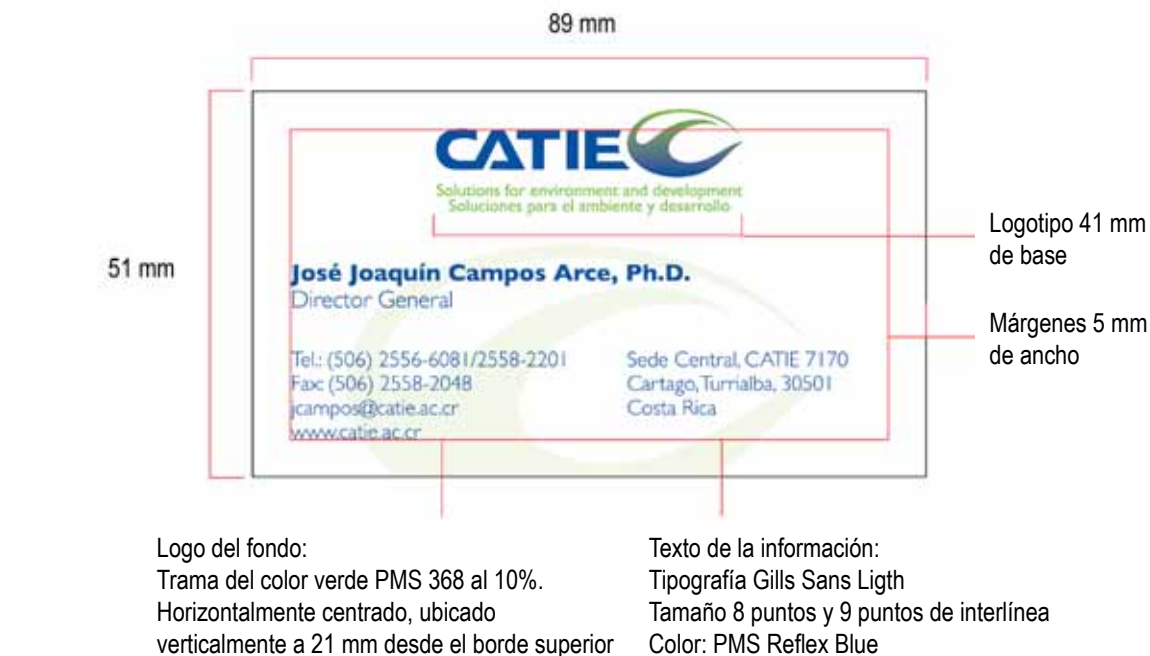 89 mm
CATIE
Solutions for environment and development
Soluciones para el ambiente y desarrollo
Logotipo 41 mm
de base
51 mm
José Joaquín Campos Arce, Ph.D.
Director General
Márgenes 5 mm
de ancho
Tel.: (506) 2556-6081/2558-2201
Fax: (506) 2558-2048
jcampos@catie.ac.cr
www.catie.ac.cr
Sede Central, CATIE 7170
Cartago, Turrialba, 30501
Costa Rica
Logo del fondo:
Trama del color verde PMS 368 al 10%.
Horizontalmente centrado, ubicado
verticalmente a 21 mm desde el borde superior
Texto de la información:
Tipografía Gills Sans Ligth
Tamaño 8 puntos y 9 puntos de interlínea
Color: PMS Reflex Blue